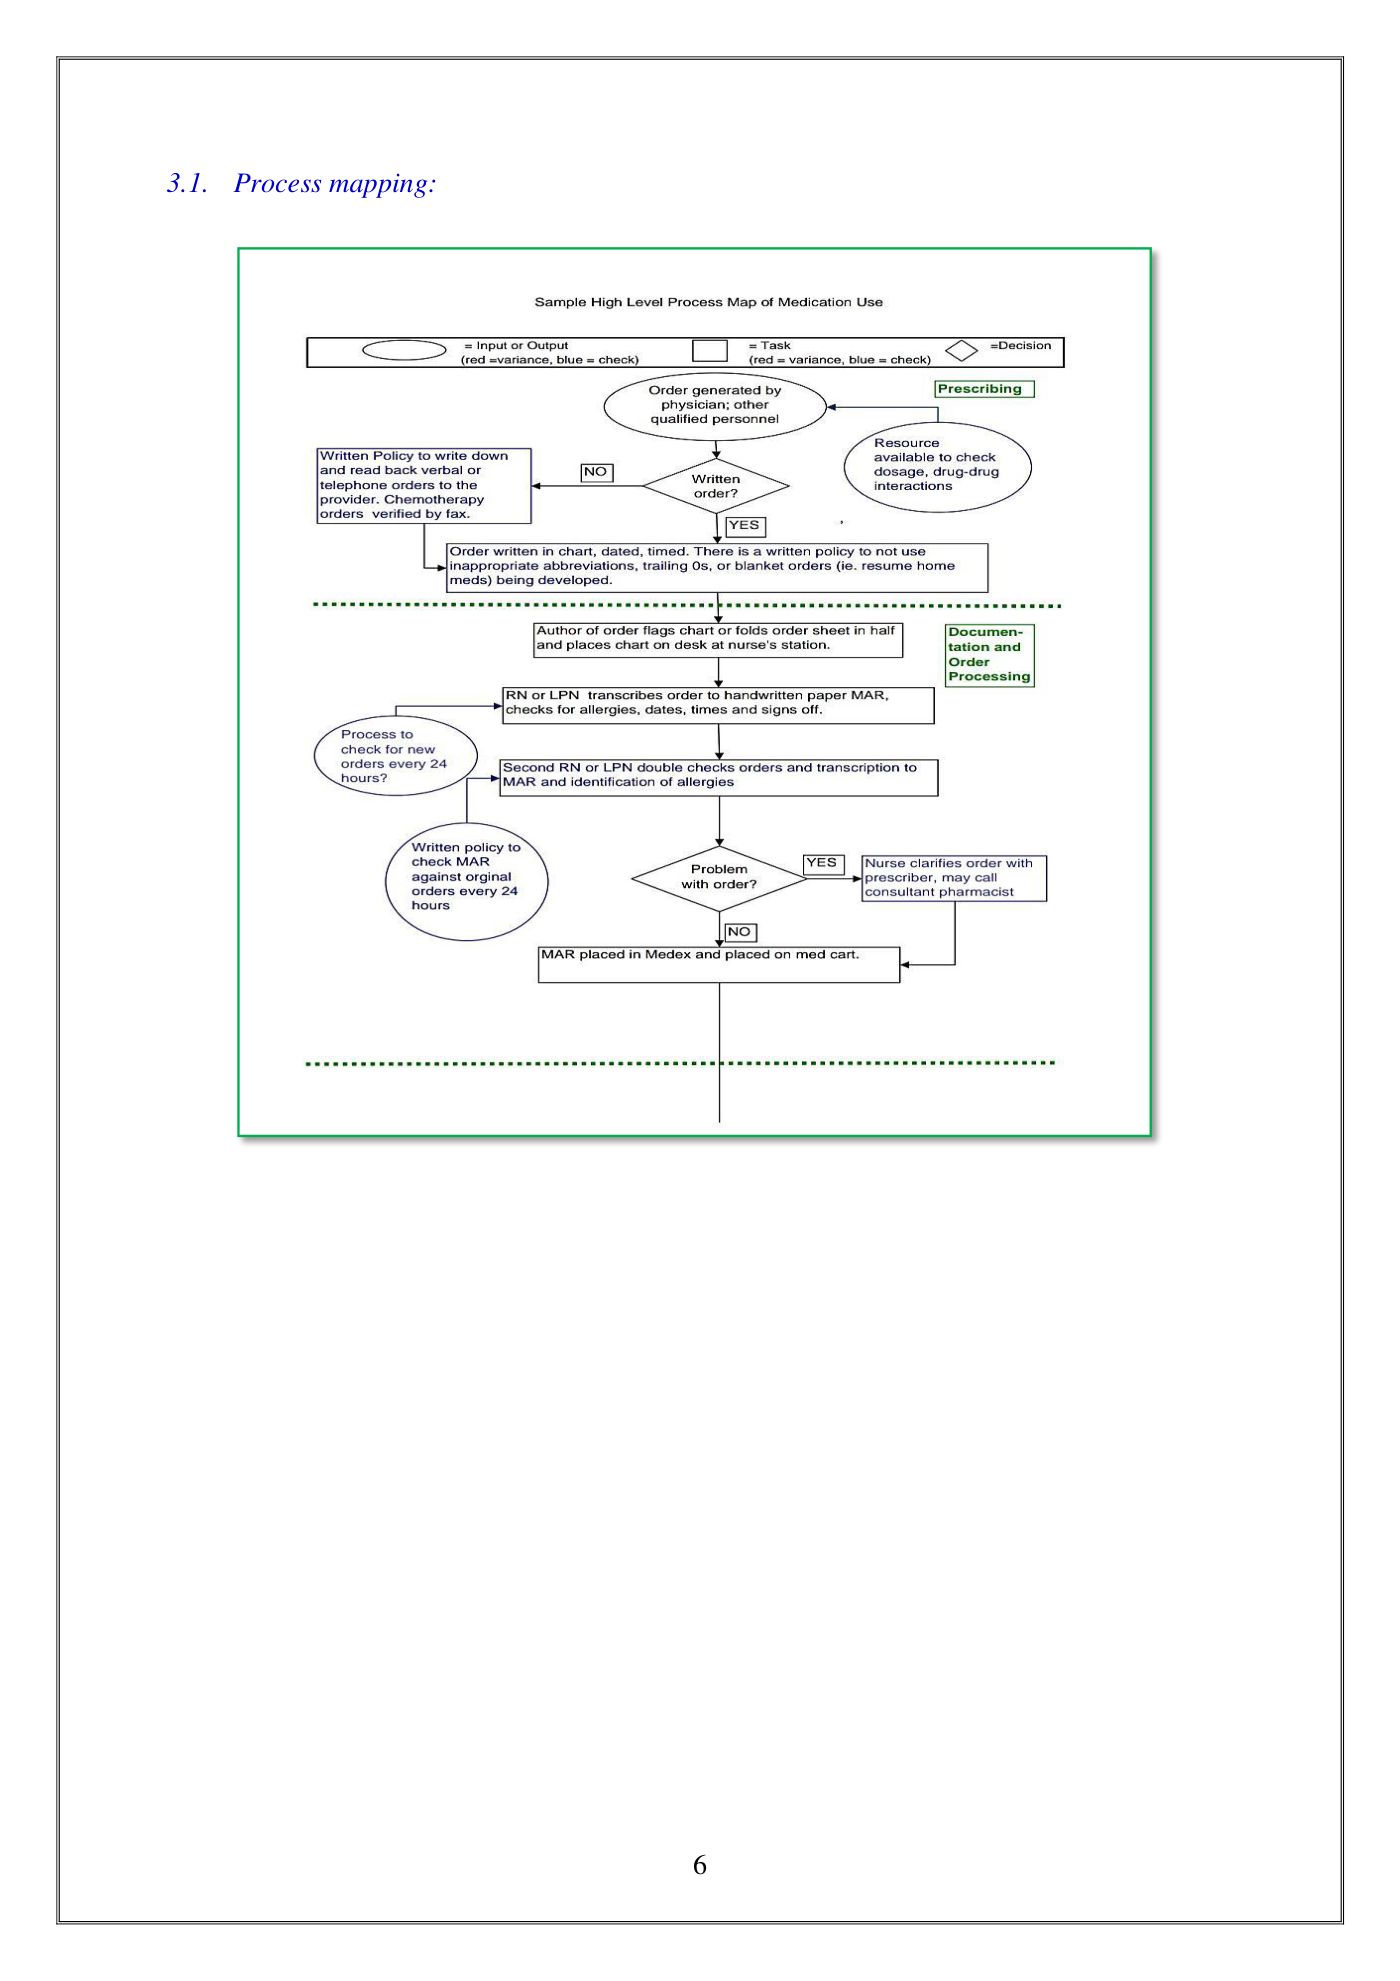 3.1. Process mapping:
Sample High Level Process Map of Medication Use
= Input or Output
(red =variance, blue = check)
= Task
(red = variance, blue = check)
=Decision
Order generated by
physician; other
qualified personnel
Prescribing
Resource
available to check
dosage, drug-drug
interactions
Written
order?
NO
Written Policy to write down
and read back verbal or
telephone orders to the
provider. Chemotherapy
orders verified by fax.
YES
Order written in chart, dated, timed. There is a written policy to not use
inappropriate abbreviations, trailing 0s, or blanket orders (ie. resume home
meds) being developed.
Author of order flags chart or folds order sheet in half
and places chart on desk at nurse's station.
Documen-
tation and
Order
Processing
RN or LPN transcribes order to handwritten paper MAR,
checks for allergies, dates, times and signs off.
Process to
check for new
orders every 24
hours?
Second RN or LPN double checks orders and transcription to
MAR and identification of allergies
Written policy to
check MAR
against orginal
orders every 24
hours
Problem
with order?
YES
Nurse clarifies order with
prescriber, may call
consultant pharmacist
NO
MAR placed in Medex and placed on med cart.
6